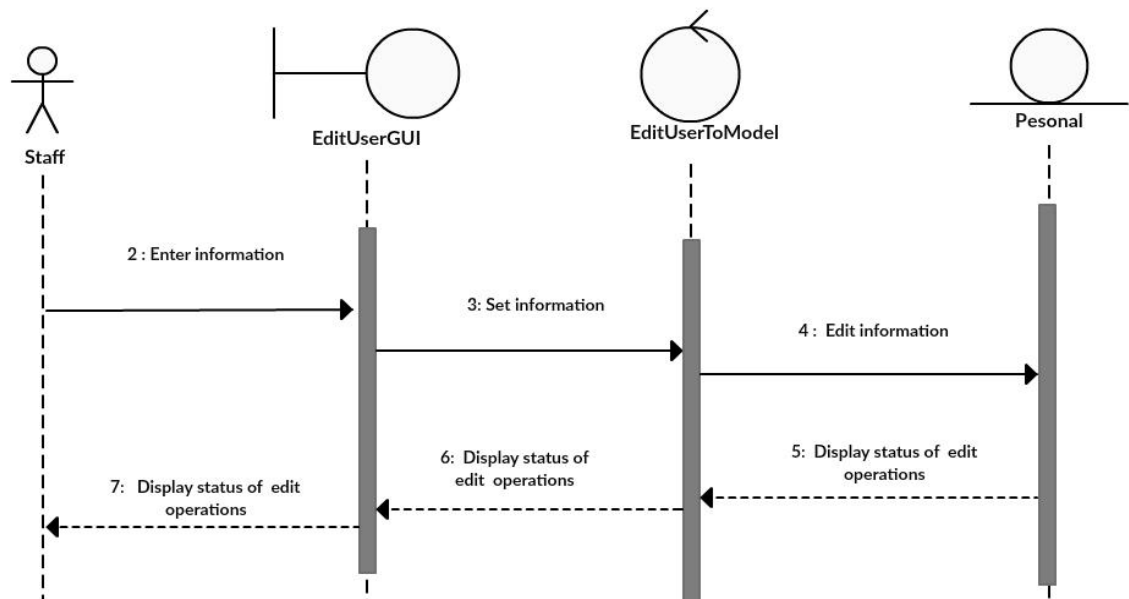 Staff
EditUserGUI
EditUserToModel
Pesonal
2 : Enter information
3: Set information
4 : Edit information
5: Display status of edit
operations
6: Display status of
edit operations
7: Display status of edit
operations